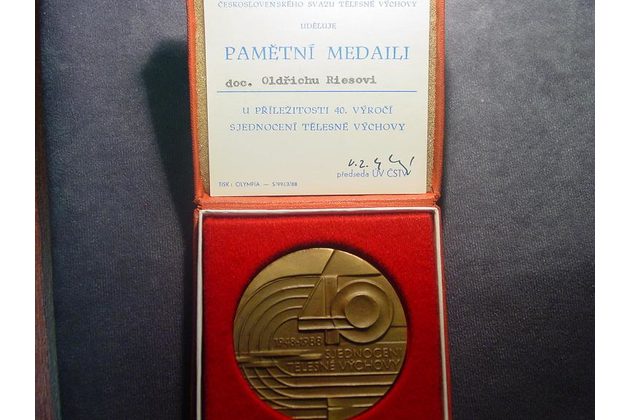 ČESKOSLOVENSKÉHO SVAZU TĚLESNÉ VÝCHOVY
UDĚLUJE
PAMĚTNÍ MEDAILI
doc. Oldřichu Riesovi
U PŘÍLEŽITOSTI 40. VÝROČÍ
SJEDNOCENÍ TĚLESNÉ VÝCHOVY
předseda ÚV ČSTV
TISK: OLYMPIA —
40
1948-1988
SJEDNOCENÍ
TĚLESNÉ VÝCHOVY